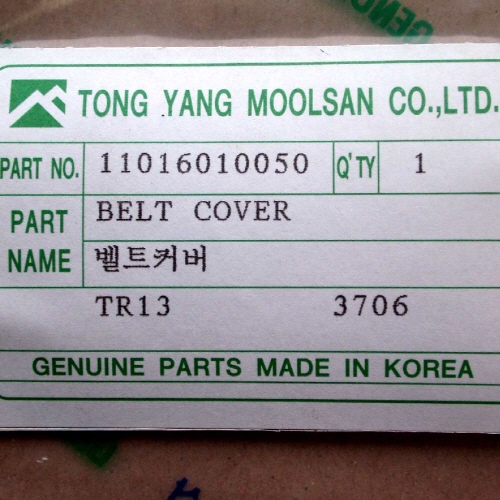 TONG YANG MOOLSAN CO.,LTD.
PART NO. 11016010050 Q'TY 1
PART NAME BELT COVER
벨트커버
TR13 3706
GENUINE PARTS MADE IN KOREA